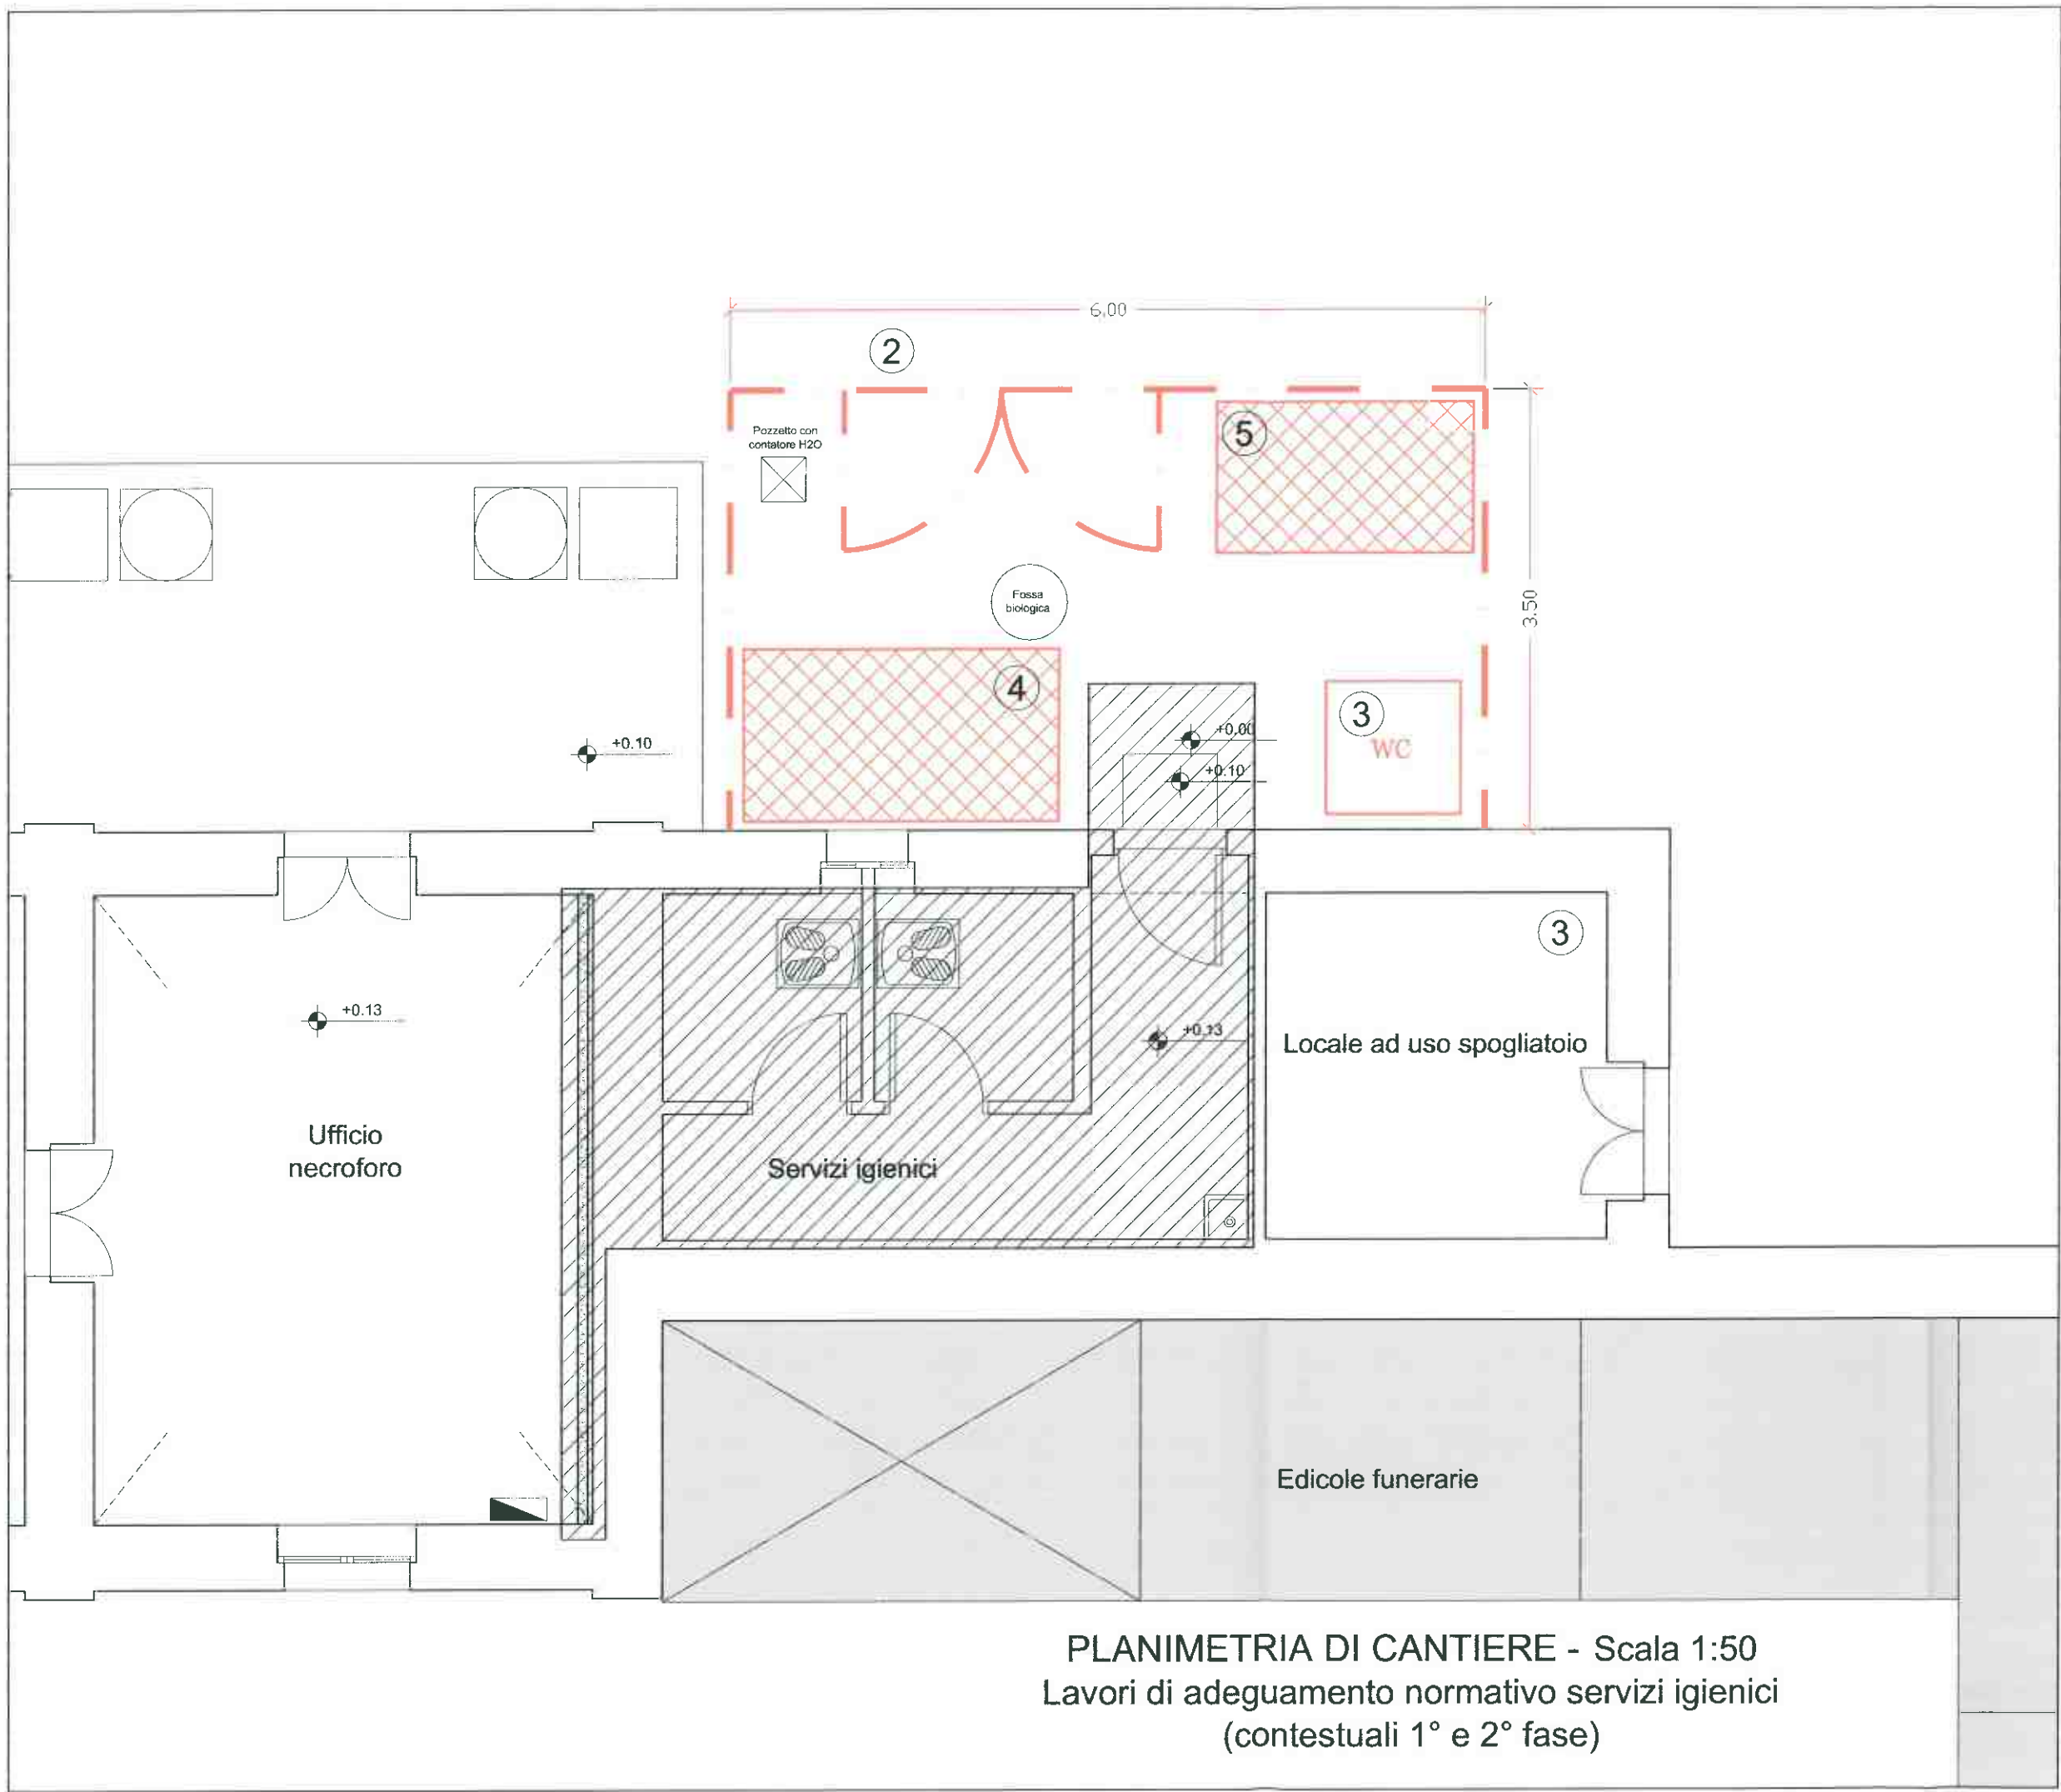 6,00
2
5
Pozzetto con
contatore H2O
Fossa
biologica
3.50
4
3
WC
+0.00
+0.10
+0.10
3
+0.13
+0.13
Locale ad uso spogliatoio
Ufficio
necroforo
Servizi igienici
Edicole funerarie
PLANIMETRIA DI CANTIERE - Scala 1:50
Lavori di adeguamento normativo servizi igienici
(contestuali 1° e 2° fase)